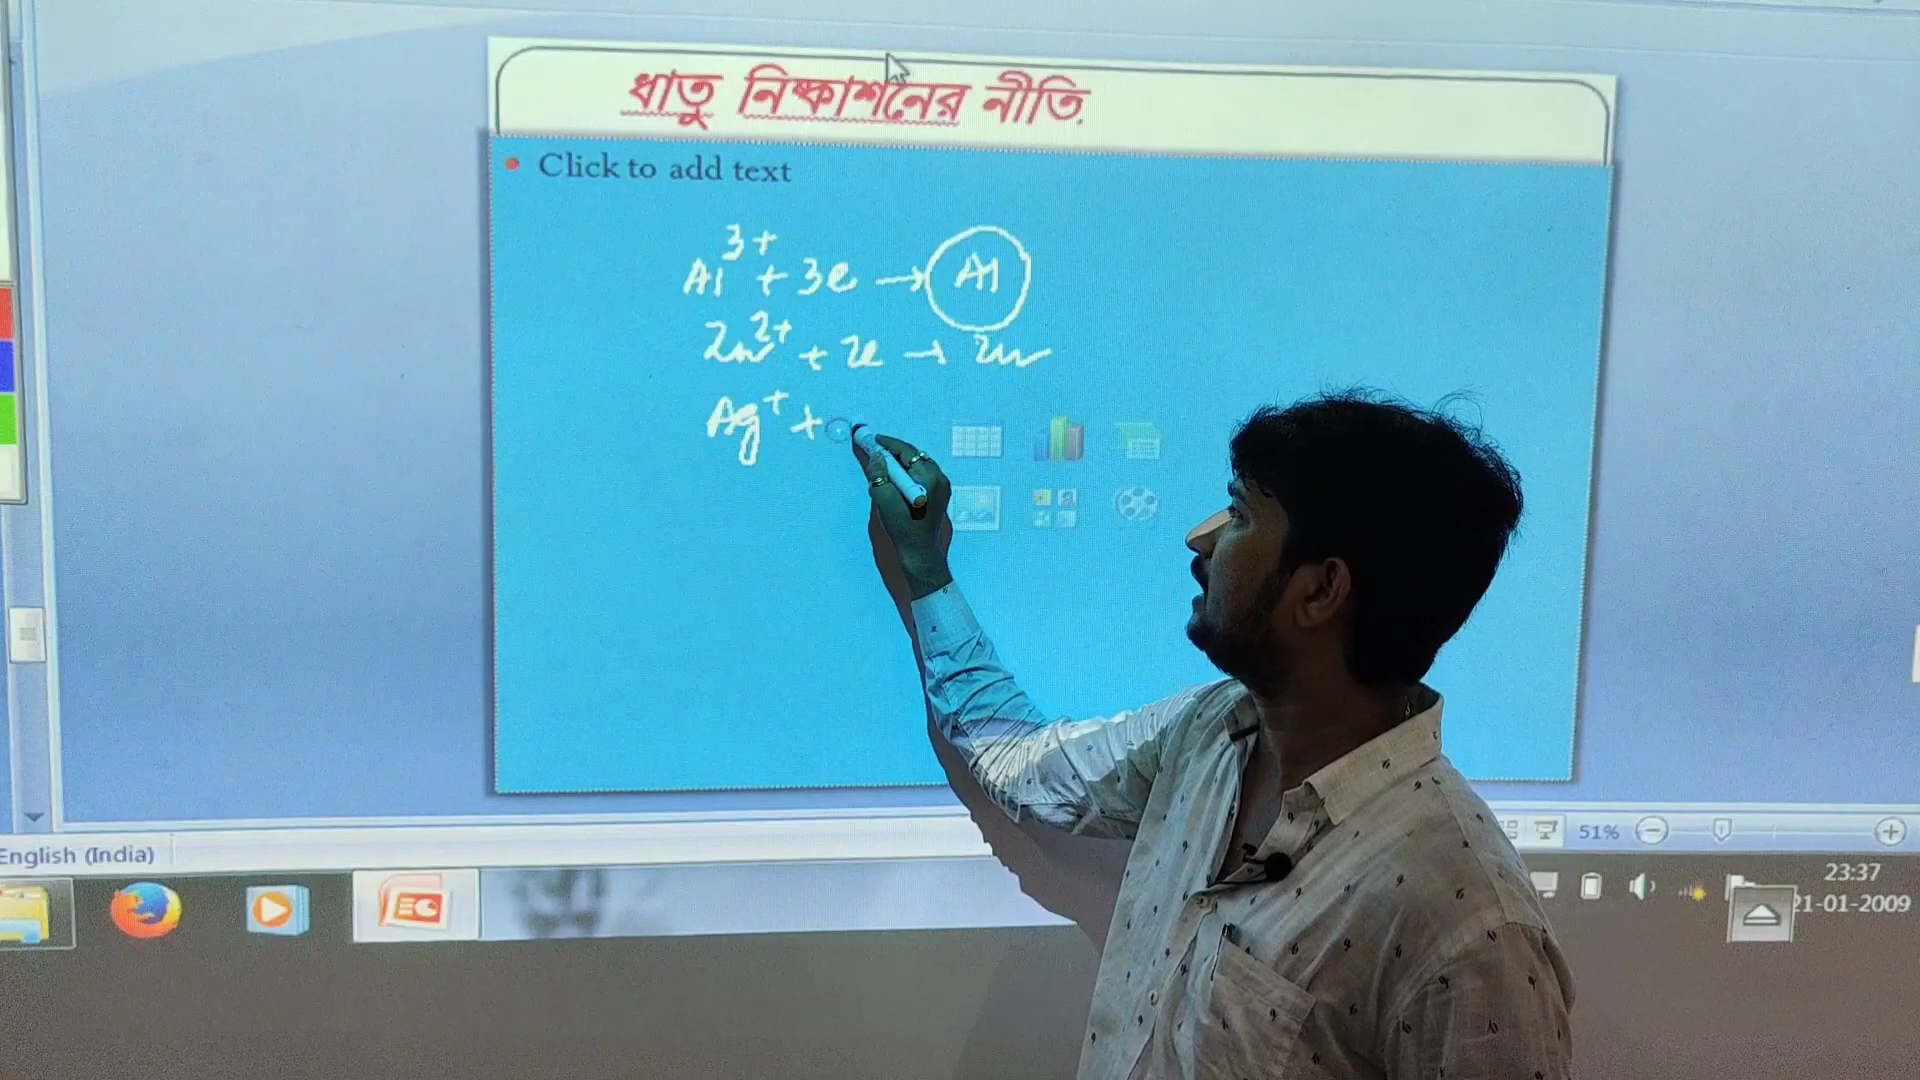 ধাতু নিষ্কাশনের নীতি.
• Click to add text
Al³⁺ + 3e → Al
Zn²⁺ + 2e → Zn
Ag⁺ +
51%
English (India)
23:37
21-01-2009